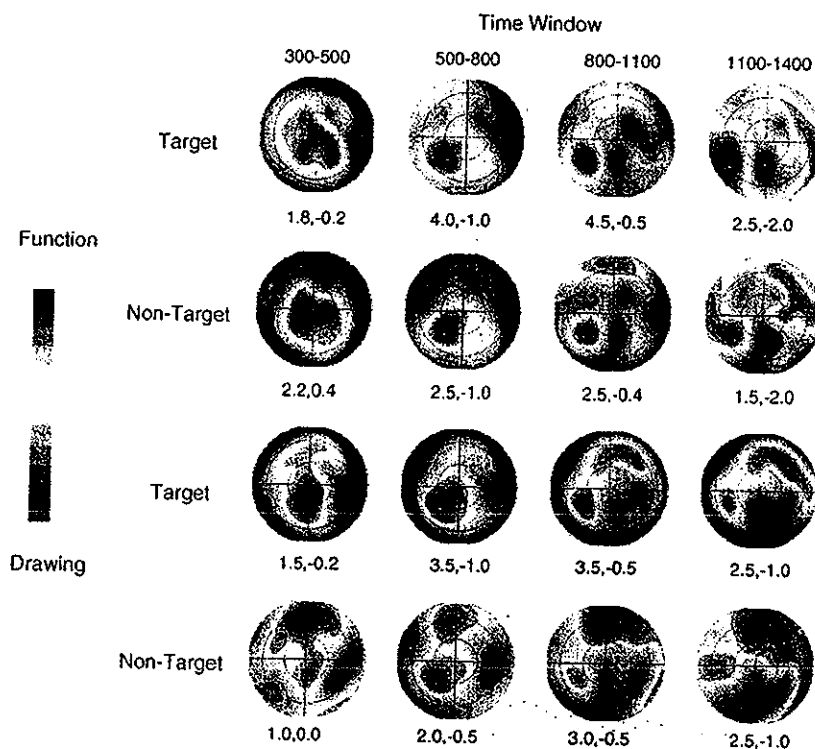 Time Window
300-500 500-800 800-1100 1100-1400
Target
1.8,-0.2 4.0,-1.0 4.5,-0.5 2.5,-2.0
Function
Non-Target
2.2,0.4 2.5,-1.0 2.5,-0.4 1.5,-2.0
Target
1.5,-0.2 3.5,-1.0 3.5,-0.5 2.5,-1.0
Drawing
Non-Target
1.0,0.0 2.0,-0.5 3.0,-0.5 2.5,-1.0